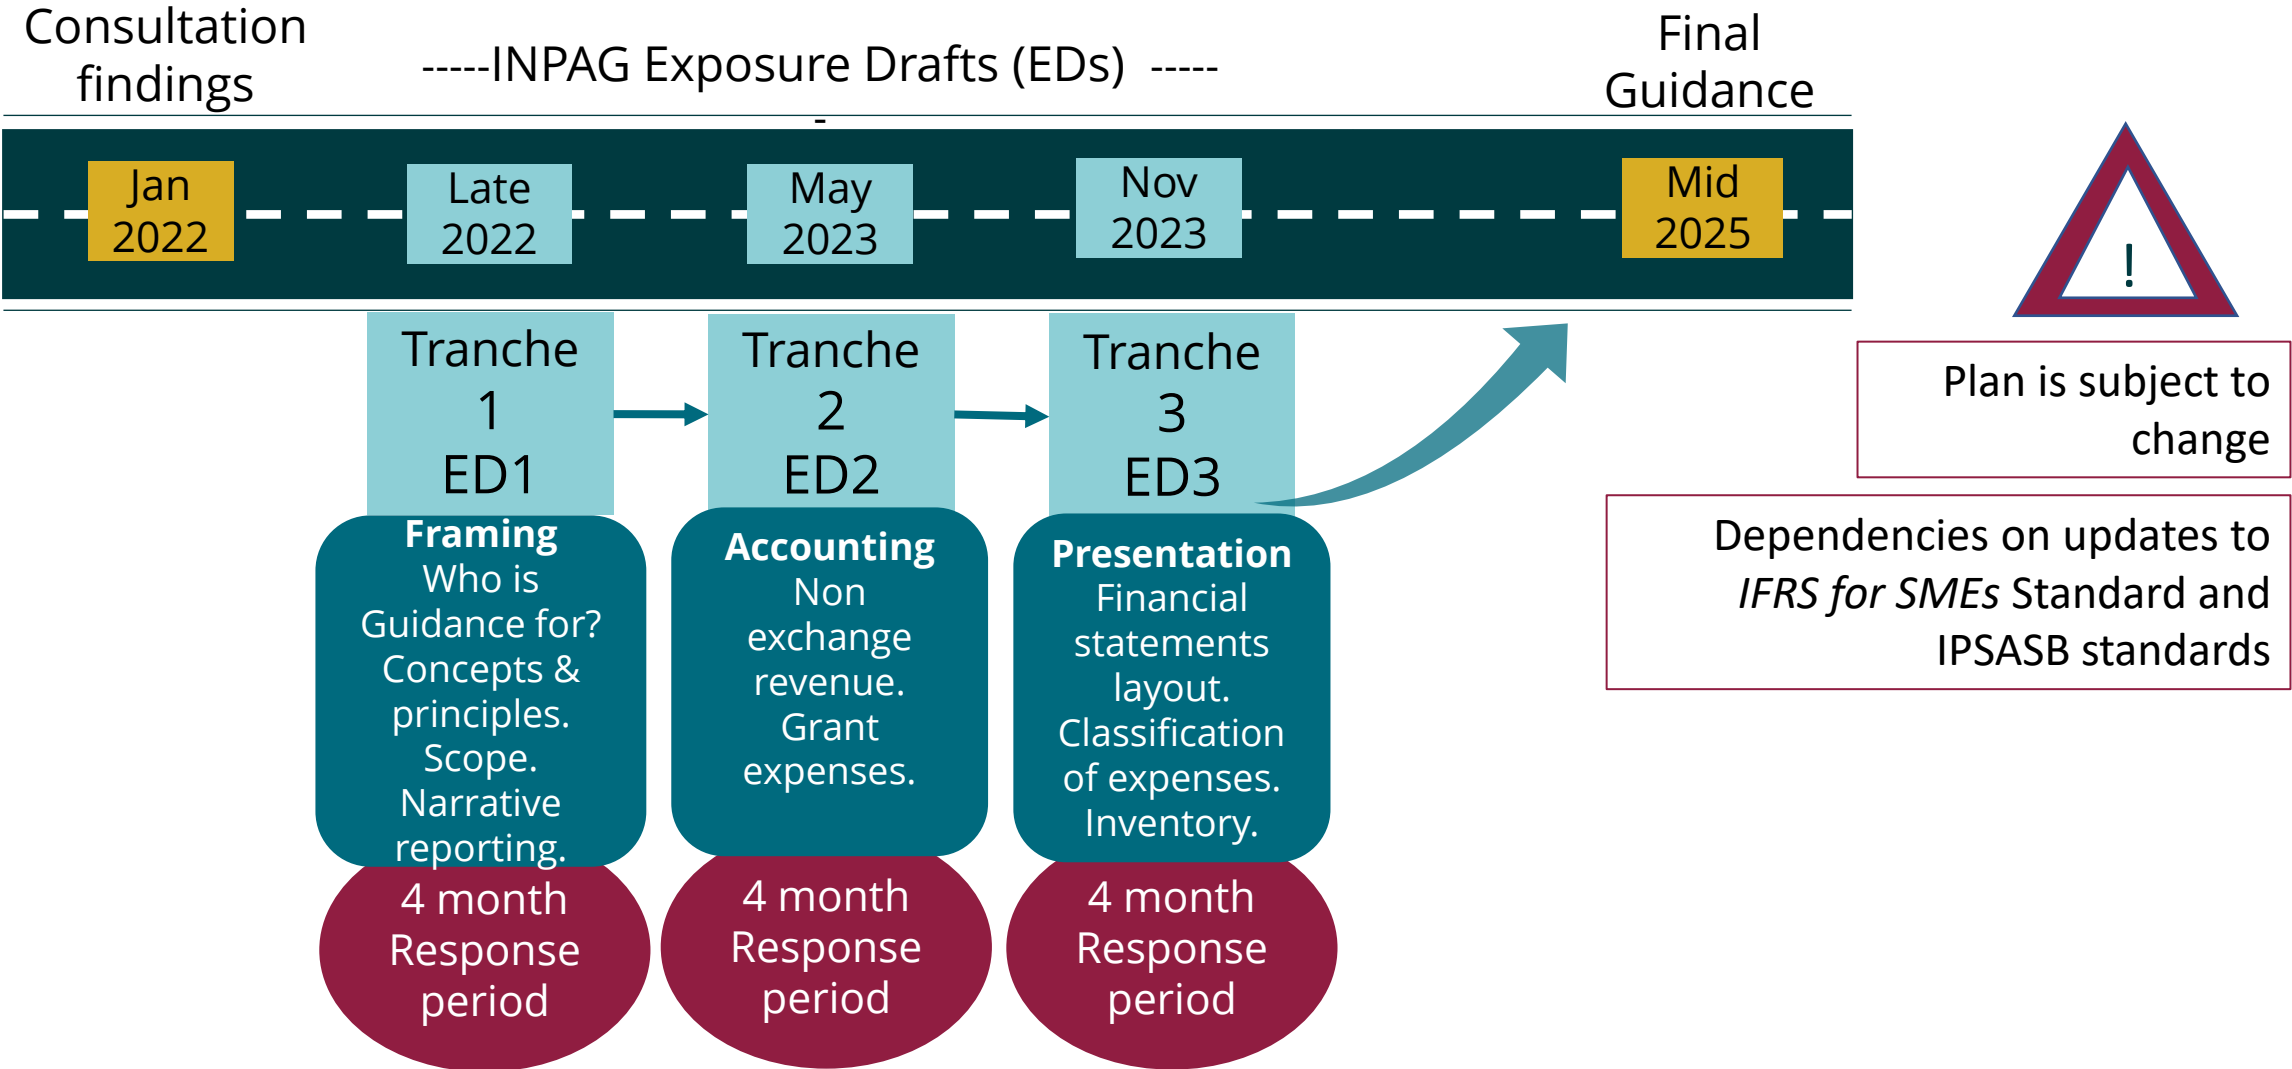 Consultation
findings
-----INPAG Exposure Drafts (EDs) -----
-
Final
Guidance
Jan
2022
Late
2022
May
2023
Nov
2023
Mid
2025
!
Tranche
1
ED1
Tranche
2
ED2
Tranche
3
ED3
Plan is subject to
change
Dependencies on updates to
IFRS for SMEs Standard and
IPSASB standards
Framing
Who is
Guidance for?
Concepts &
principles.
Scope.
Narrative
reporting.
Accounting
Non
exchange
revenue.
Grant
expenses.
Presentation
Financial
statements
layout.
Classification
of expenses.
Inventory.
4 month
Response
period
4 month
Response
period
4 month
Response
period